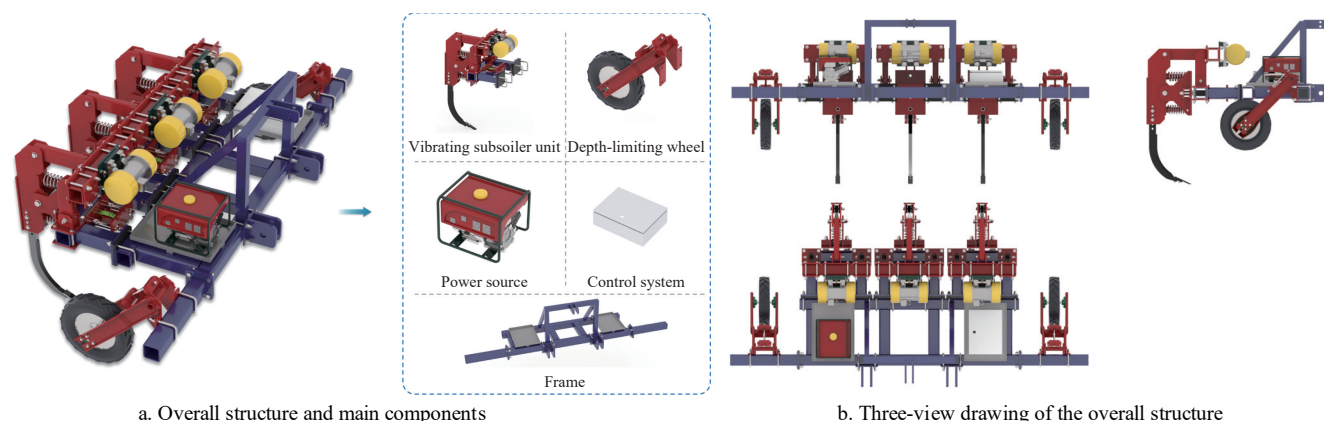 Vibrating subsoiler unit
Depth-limiting wheel
Power source
Control system
Frame
a. Overall structure and main components
b. Three-view drawing of the overall structure